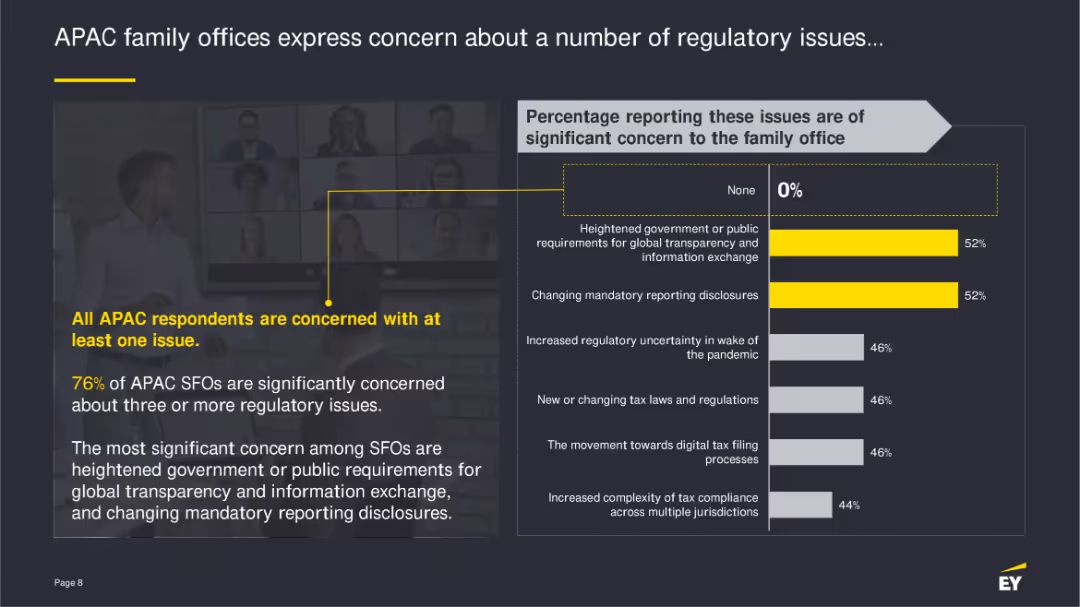 APAC family offices express concern about a number of regulatory issues...
All APAC respondents are concerned with at
least one issue.
76% of APAC SFOs are significantly concerned
about three or more regulatory issues.
The most significant concern among SFOs are
heightened government or public requirements for
global transparency and information exchange,
and changing mandatory reporting disclosures.
Percentage reporting these issues are of
significant concern to the family office
None
0%
Heightened government or public
requirements for global transparency and
information exchange
52%
Changing mandatory reporting disclosures
52%
Increased regulatory uncertainty in wake of
the pandemic
46%
New or changing tax laws and regulations
46%
The movement towards digital tax filing
processes
46%
Increased complexity of tax compliance
across multiple jurisdictions
44%
Page 8
EY